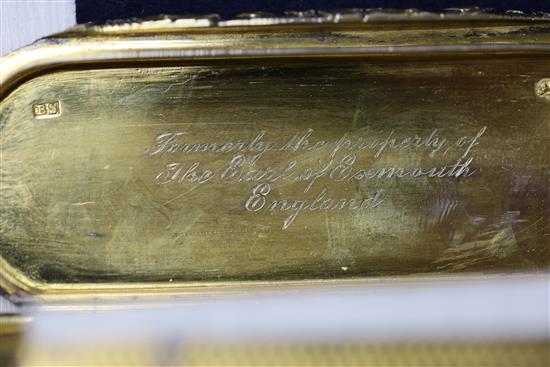 Formerly the property of
The Earl of Exmouth
England